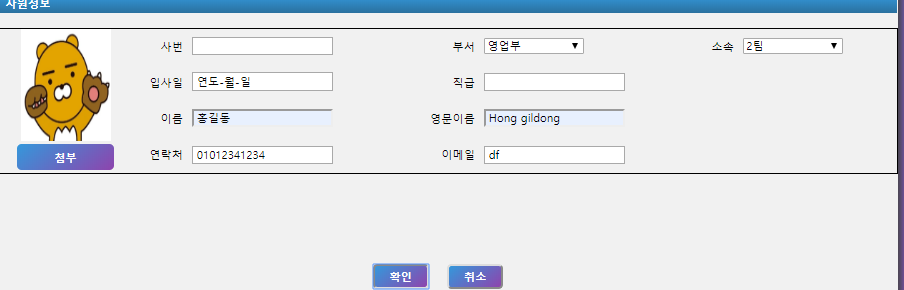 사원정보
사번 부서 영업부 소속 2팀
입사일 연도-월-일 직급
이름 홍길동 영문이름 Hong gildong
첨부 연락처 01012341234 이메일 df
확인 취소